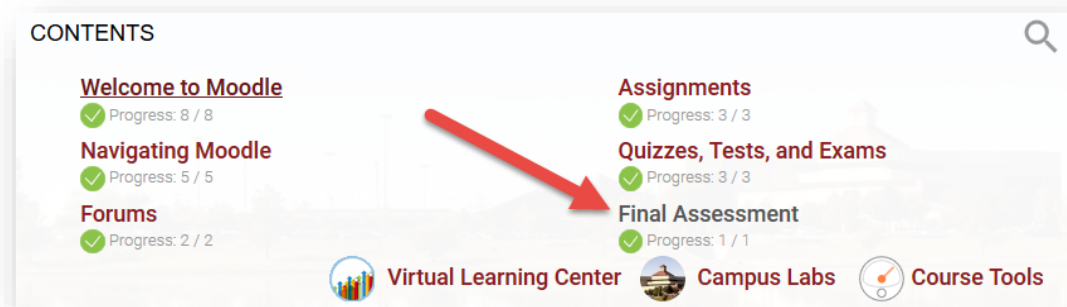 CONTENTS
Welcome to Moodle
Progress: 8 / 8
Navigating Moodle
Progress: 5 / 5
Forums
Progress: 2 / 2
Assignments
Progress: 3 / 3
Quizzes, Tests, and Exams
Progress: 3 / 3
Final Assessment
Progress: 1 / 1
Virtual Learning Center
Campus Labs
Course Tools